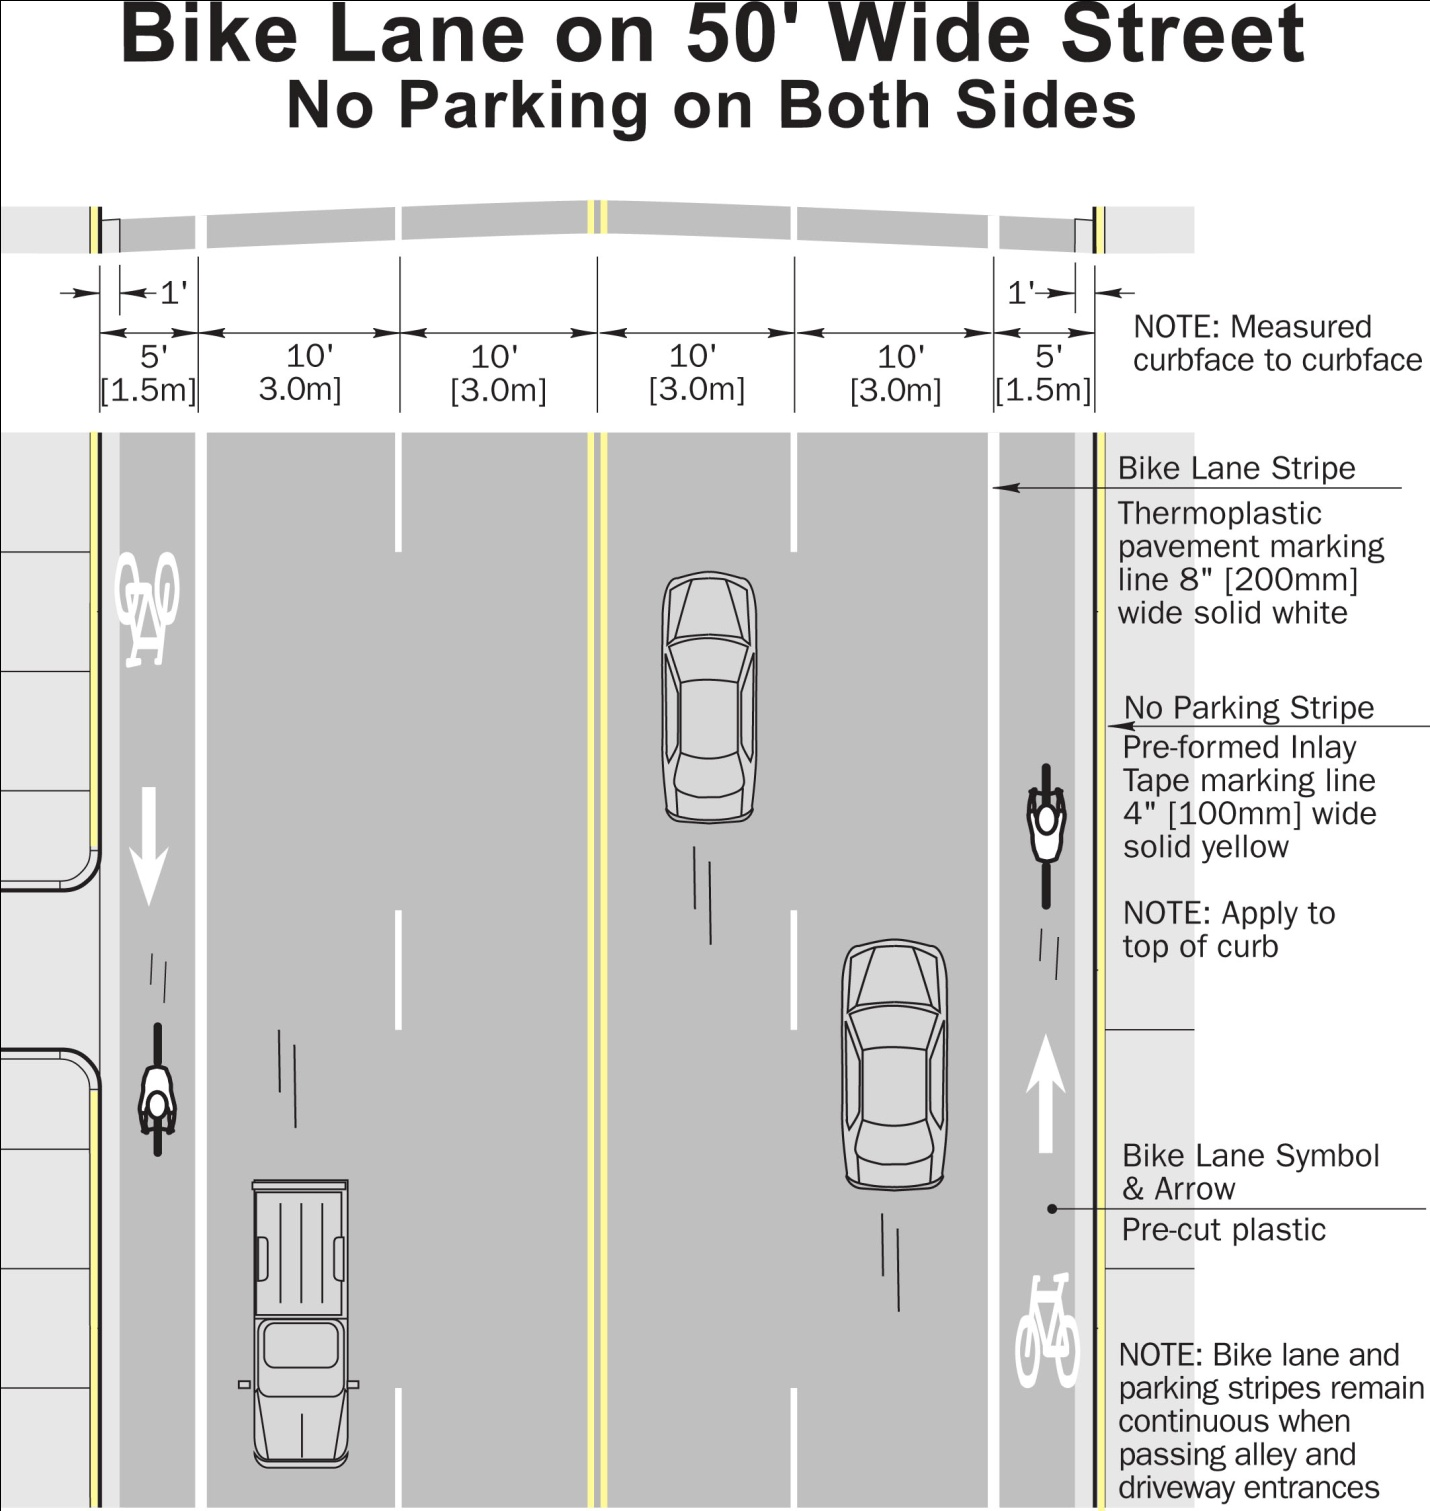 Bike Lane on 50' Wide Street
No Parking on Both Sides
1'
1'
5'
[1.5m]
10'
3.0m]
10'
[3.0m]
10'
[3.0m]
10'
[3.0m]
5'
[1.5m]
NOTE: Measured
curbface to curbface
Bike Lane Stripe
Thermoplastic
pavement marking
line 8" [200mm]
wide solid white
No Parking Stripe
Pre-formed Inlay
Tape marking line
4" [100mm] wide
solid yellow
NOTE: Apply to
top of curb
Bike Lane Symbol
& Arrow
Pre-cut plastic
NOTE: Bike lane and
parking stripes remain
continuous when
passing alley and
driveway entrances